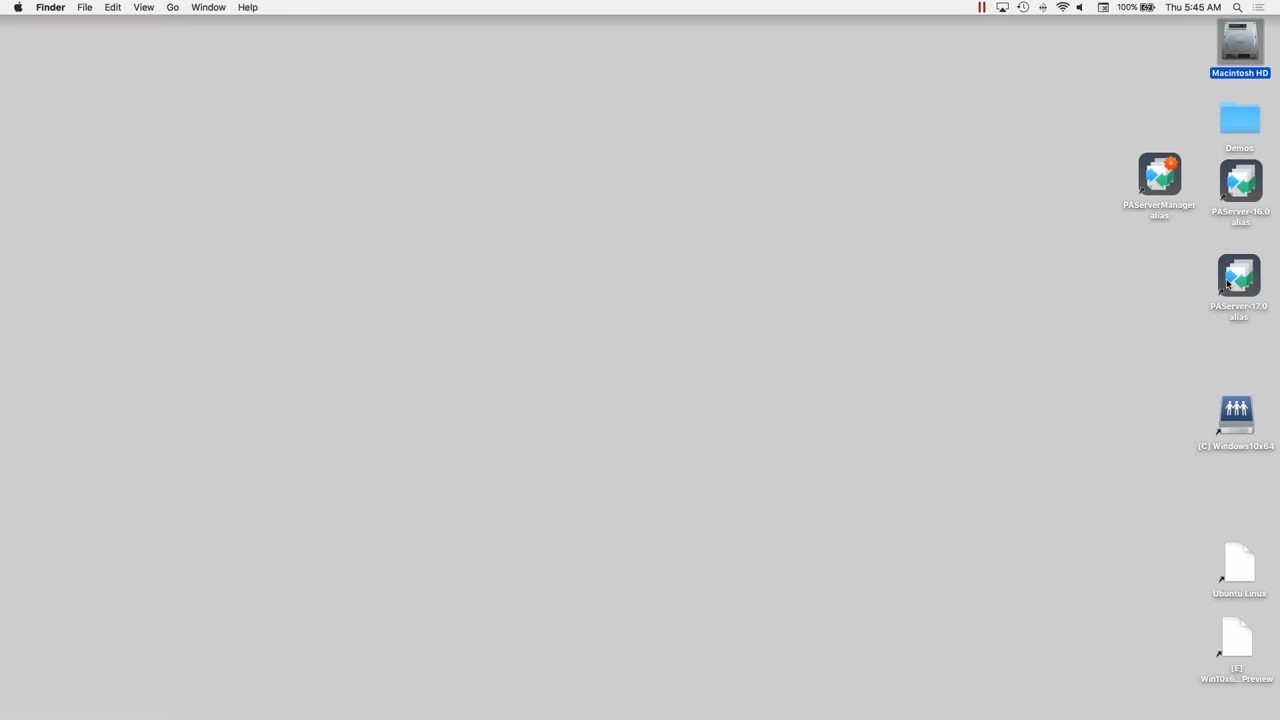 Finder File Edit View Go Window Help 100% Thu 5:45 AM
Macintosh HD
Demos
PAServerManager
alias
PAServer-16.0
alias
PAServer-17.0
alias
[C] Windows10x64
Ubuntu Linux
[E]
Win10x6...Preview